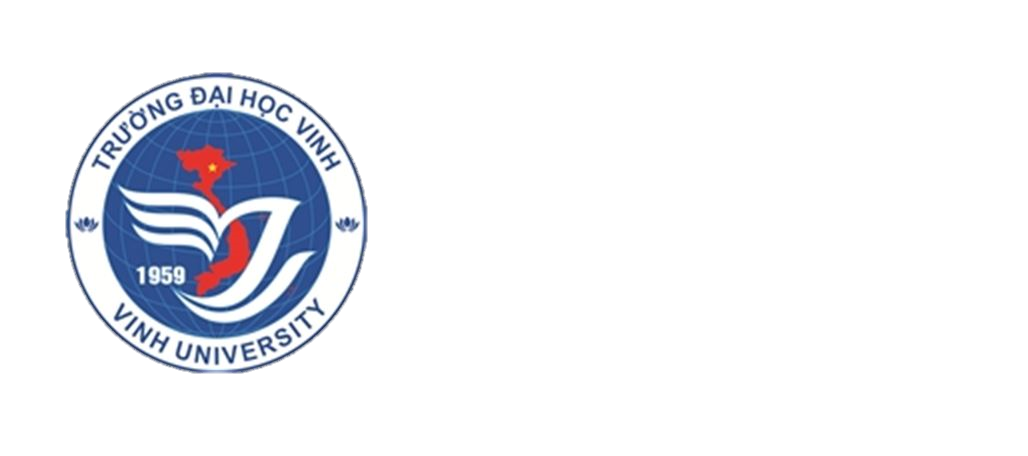 TRƯỜNG ĐẠI HỌC VINH
1959
VINH UNIVERSITY